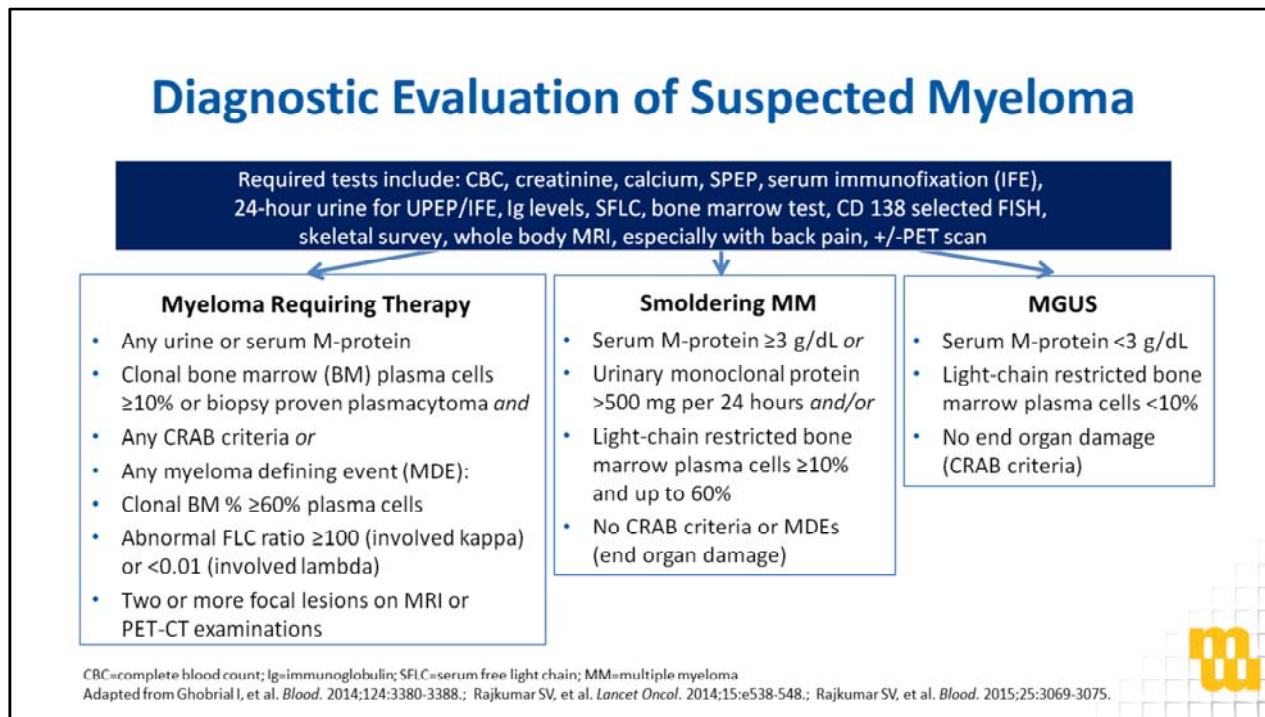 Diagnostic Evaluation of Suspected Myeloma
Required tests include: CBC, creatinine, calcium, SPEP, serum immunofixation (IFE),
24-hour urine for UPEP/IFE, Ig levels, SFLC, bone marrow test, CD 138 selected FISH,
skeletal survey, whole body MRI, especially with back pain, +/-PET scan
Myeloma Requiring Therapy
• Any urine or serum M-protein
• Clonal bone marrow (BM) plasma cells
≥10% or biopsy proven plasmacytoma and
• Any CRAB criteria or
• Any myeloma defining event (MDE):
• Clonal BM % ≥60% plasma cells
• Abnormal FLC ratio ≥100 (involved kappa)
or <0.01 (involved lambda)
• Two or more focal lesions on MRI or
PET-CT examinations
Smoldering MM
• Serum M-protein ≥3 g/dL or
• Urinary monoclonal protein
>500 mg per 24 hours and/or
• Light-chain restricted bone
marrow plasma cells ≥10%
and up to 60%
• No CRAB criteria or MDEs
(end organ damage)
MGUS
• Serum M-protein <3 g/dL
• Light-chain restricted bone
marrow plasma cells <10%
• No end organ damage
(CRAB criteria)
CBC=complete blood count; Ig=immunoglobulin; SFLC=serum free light chain; MM=multiple myeloma
Adapted from Ghobrial I, et al. Blood. 2014;124:3380-3388.; Rajkumar SV, et al. Lancet Oncol. 2014;15:e538-548.; Rajkumar SV, et al. Blood. 2015;25:3069-3075.